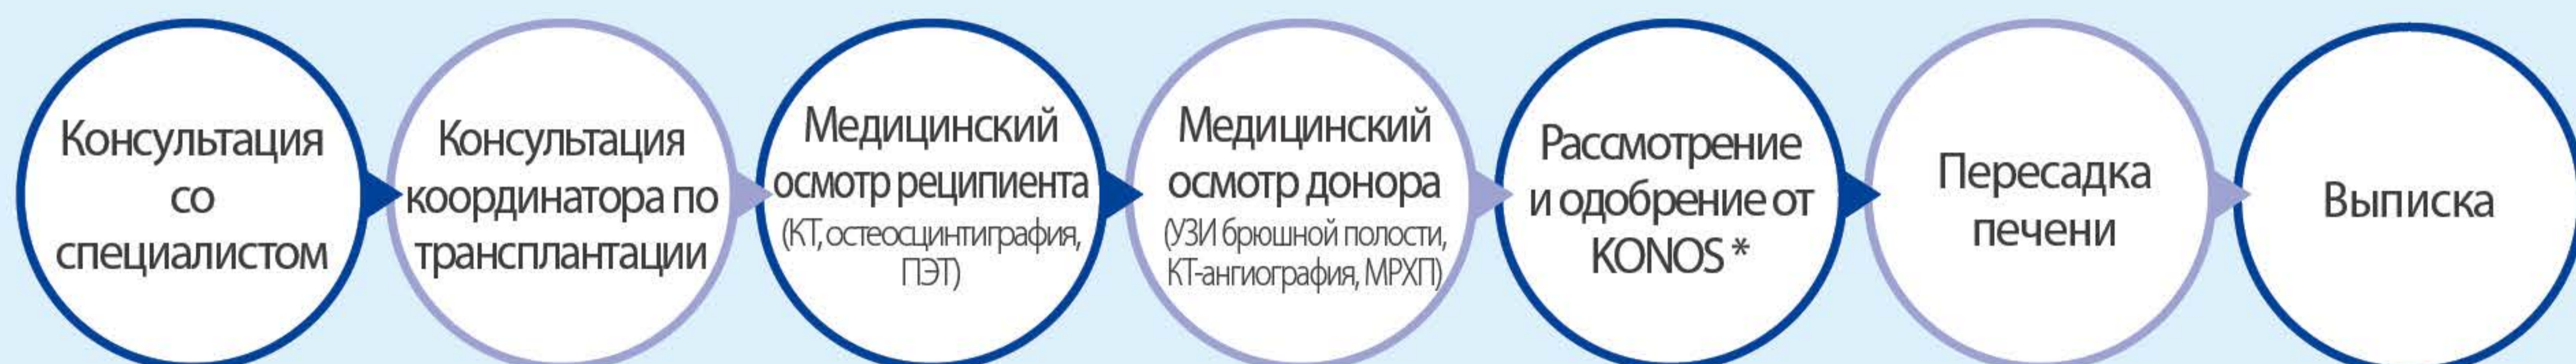 Консультация
со
специалистом
Консультация
координатора по
трансплантации
Медицинский
осмотр реципиента
(КТ, остеосцинтиграфия,
ПЭТ)
Медицинский
осмотр донора
(УЗИ брюшной полости,
КТ-ангиография, МРХП)
Рассмотрение
и одобрение от
KONOS *
Пересадка
печени
Выписка